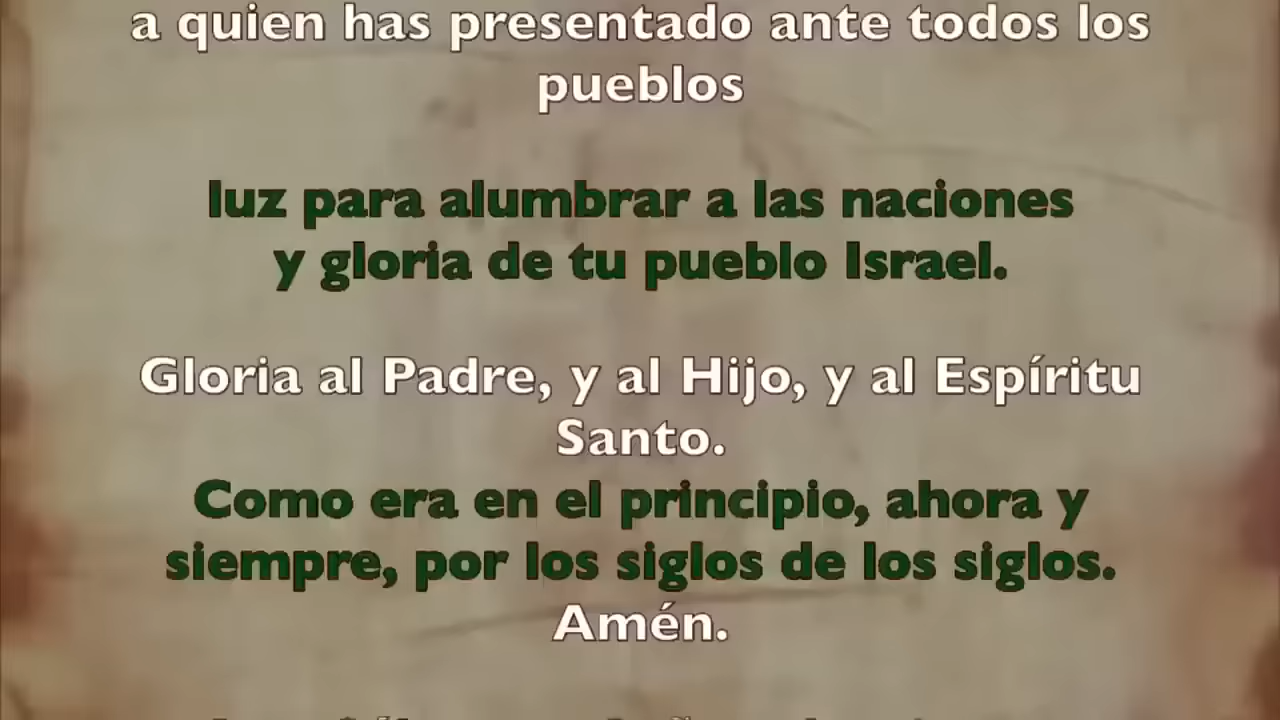 a quien has presentado ante todos los
pueblos
luz para alumbrar a las naciones
y gloria de tu pueblo Israel.
Gloria al Padre, y al Hijo, y al Espíritu
Santo.
Como era en el principio, ahora y
siempre, por los siglos de los siglos.
Amén.